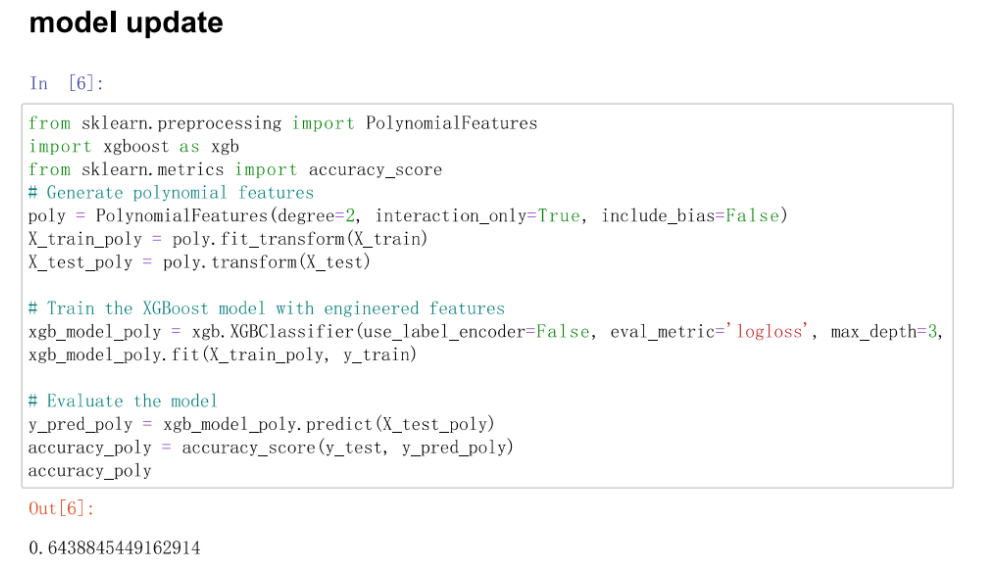 model update
In [6]:
from sklearn.preprocessing import PolynomialFeatures
import xgboost as xgb
from sklearn.metrics import accuracy_score
# Generate polynomial features
poly = PolynomialFeatures(degree=2, interaction_only=True, include_bias=False)
X_train_poly = poly.fit_transform(X_train)
X_test_poly = poly.transform(X_test)
# Train the XGBoost model with engineered features
xgb_model_poly = xgb.XGBClassifier(use_label_encoder=False, eval_metric='logloss', max_depth=3,
xgb_model_poly.fit(X_train_poly, y_train)
# Evaluate the model
y_pred_poly = xgb_model_poly.predict(X_test_poly)
accuracy_poly = accuracy_score(y_test, y_pred_poly)
accuracy_poly
Out[6]:
0.6438845449162914